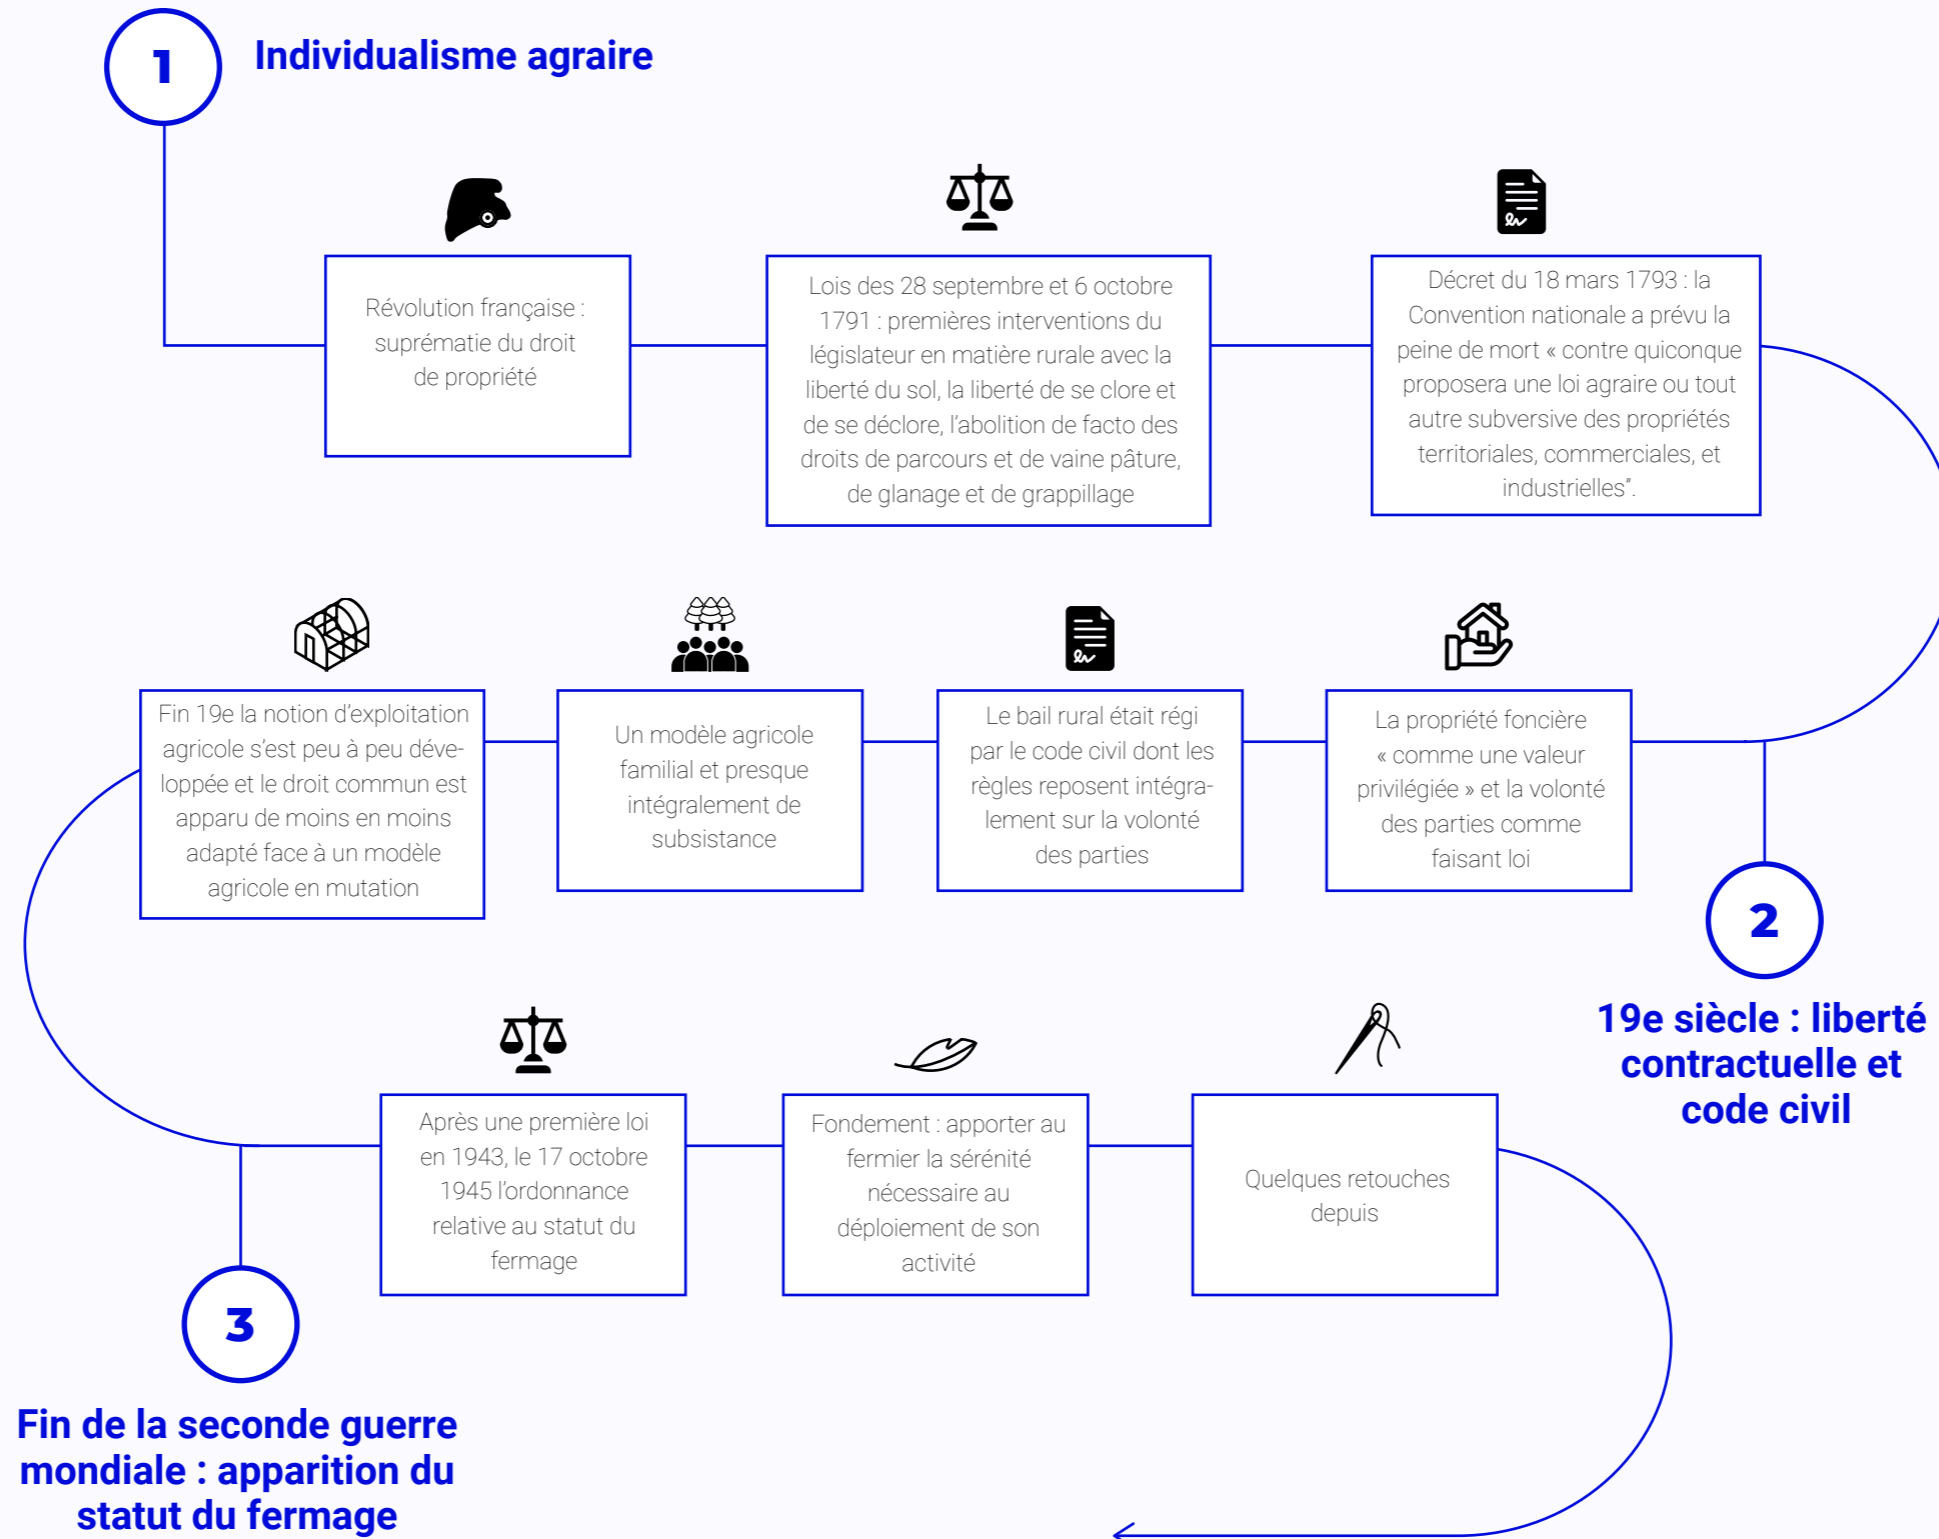 1
Individualisme agraire
Révolution française :
suprématie du droit
de propriété
Lois des 28 septembre et 6 octobre
1791 : premières interventions du
législateur en matière rurale avec la
liberté du sol, la liberté de se clore et
de se déclore, l'abolition de facto des
droits de parcours et de vaine pâture,
de glanage et de grappillage
Décret du 18 mars 1793 : la
Convention nationale a prévu la
peine de mort « contre quiconque
proposera une loi agraire ou tout
autre subversive des propriétés
territoriales, commerciales, et
industrielles”.
2
19e siècle : liberté
contractuelle et
code civil
La propriété foncière
« comme une valeur
privilégiée » et la volonté
des parties comme
faisant loi
Le bail rural était régi
par le code civil dont les
règles reposent intégra-
lement sur la volonté
des parties
Un modèle agricole
familial et presque
intégralement de
subsistance
Fin 19e la notion d'exploitation
agricole s'est peu à peu déve-
loppée et le droit commun est
apparu de moins en moins
adapté face à un modèle
agricole en mutation
3
Fin de la seconde guerre
mondiale : apparition du
statut du fermage
Après une première loi
en 1943, le 17 octobre
1945 l'ordonnance
relative au statut du
fermage
Fondement : apporter au
fermier la sérénité
nécessaire au
déploiement de son
activité
Quelques retouches
depuis